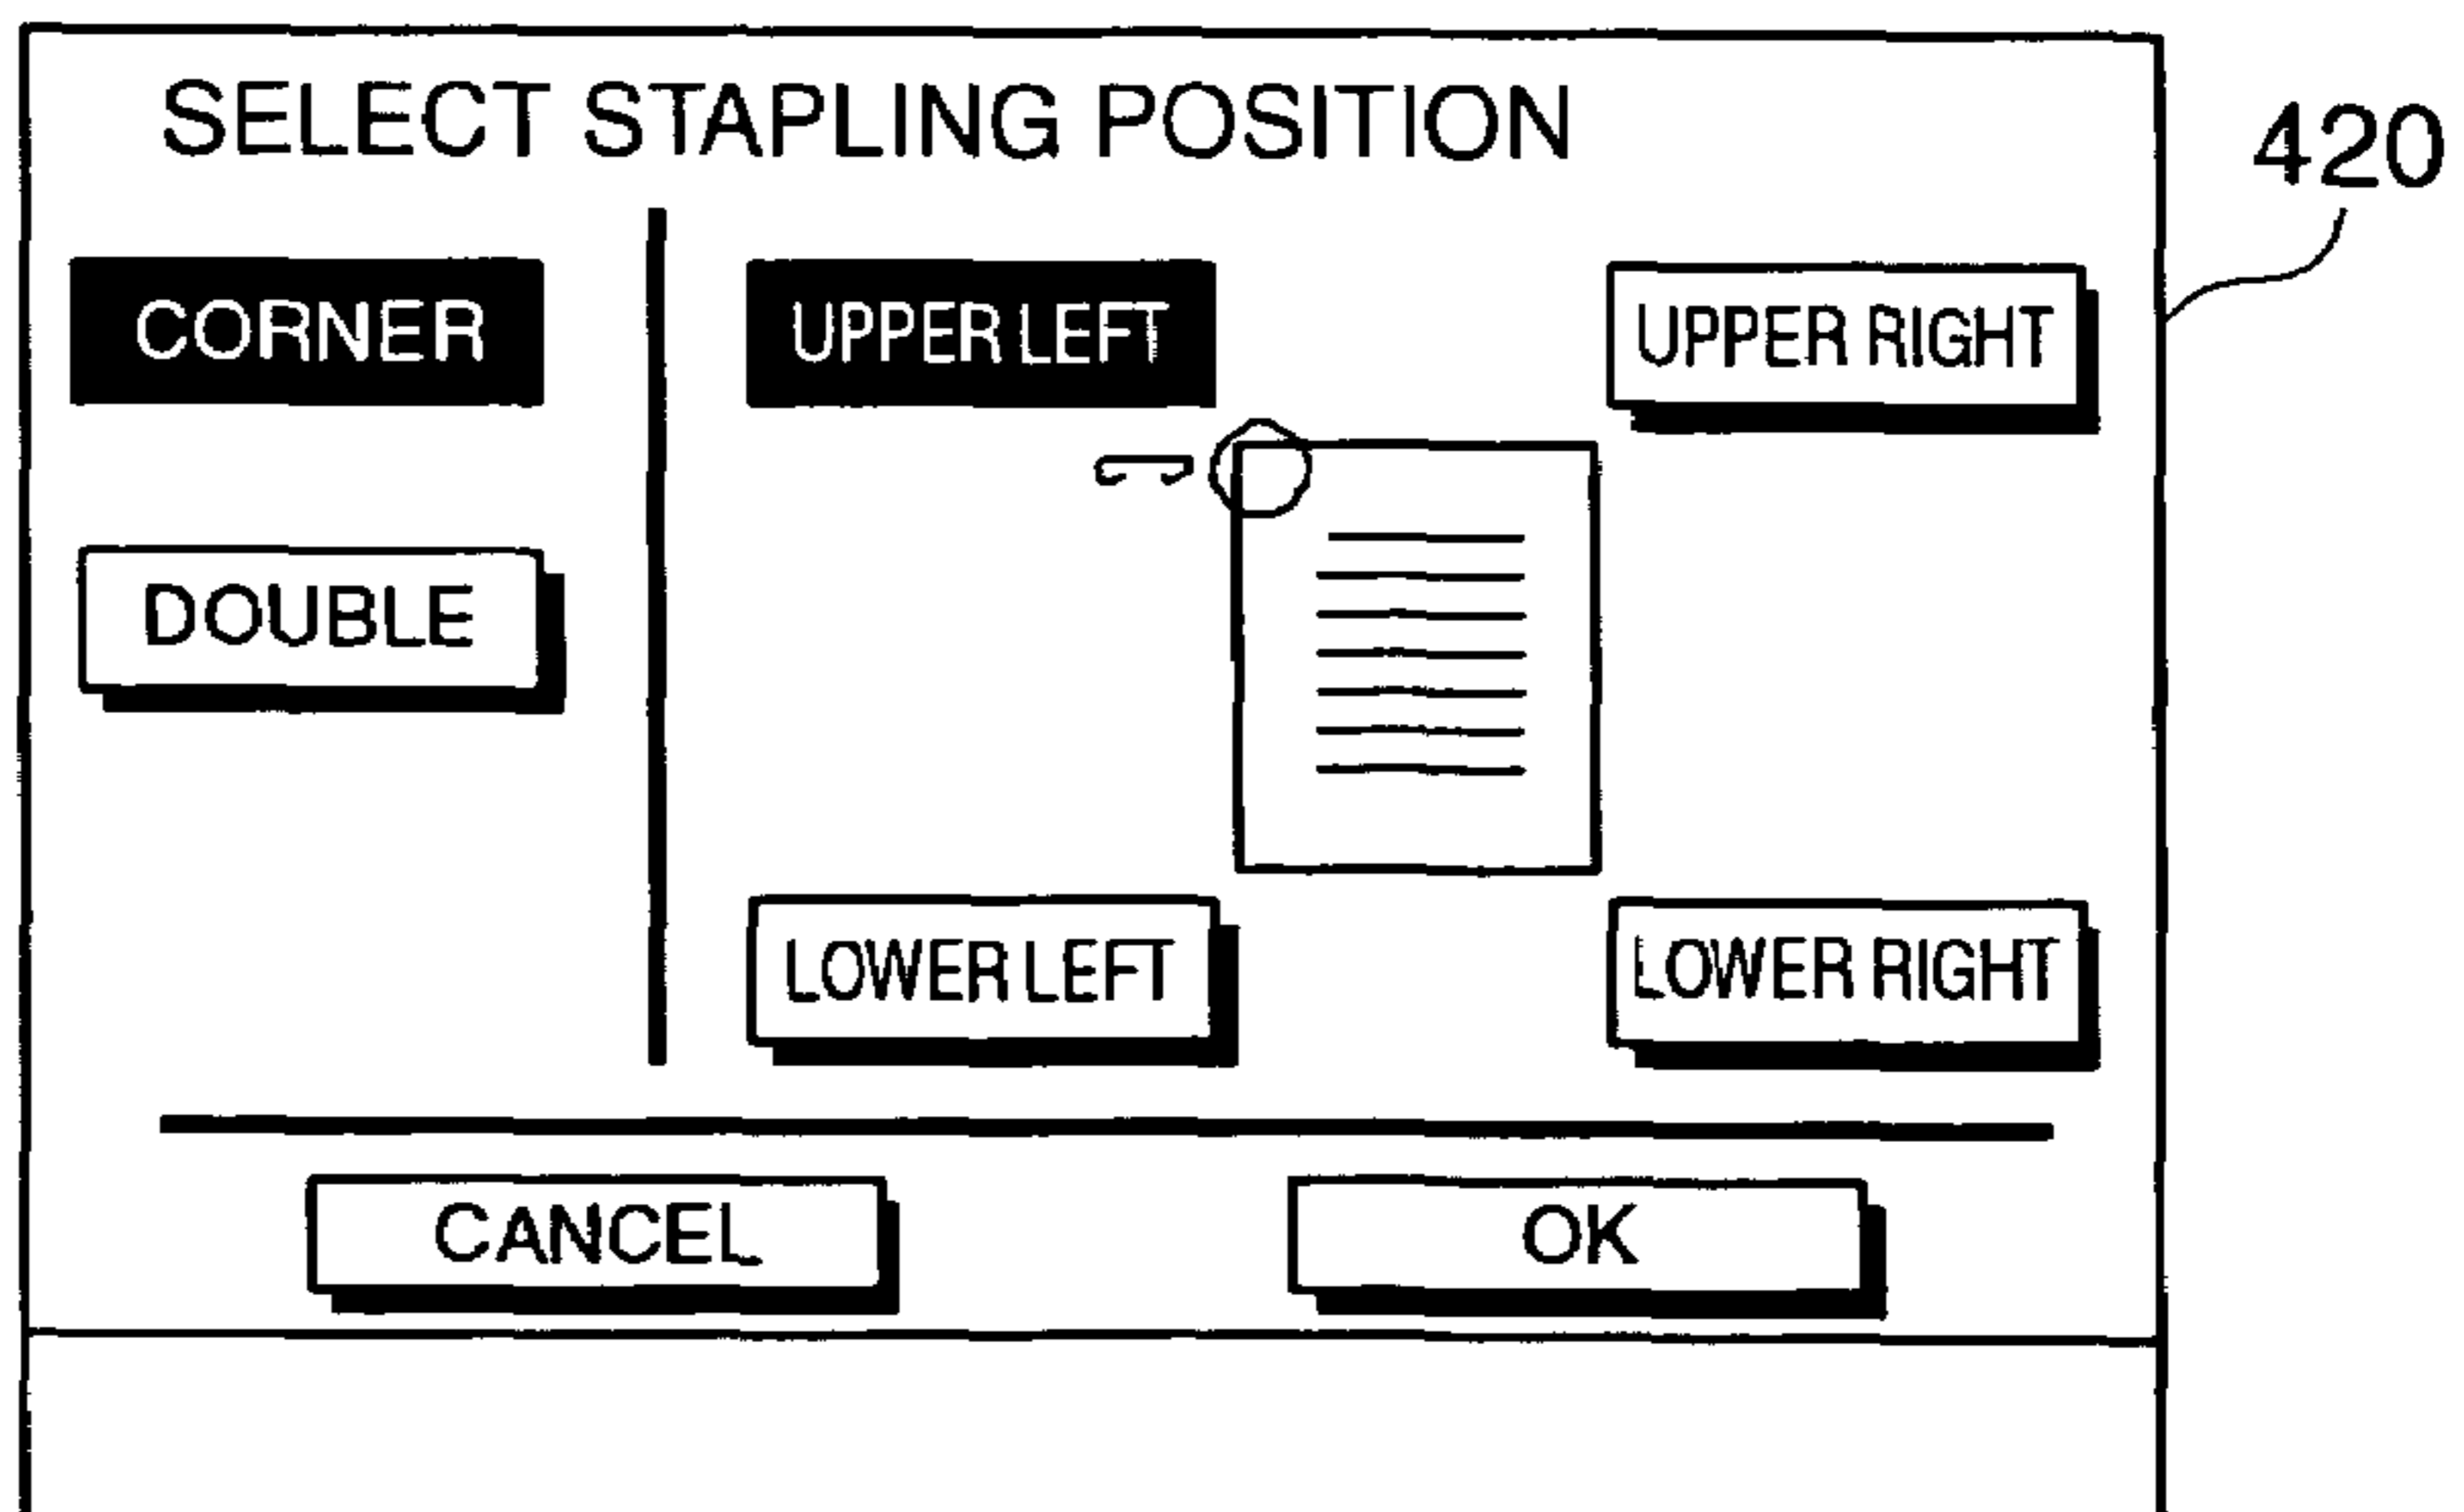 SELECT STAPLING POSITION
420
CORNER
UPPER LEFT
UPPER RIGHT
DOUBLE
LOWER LEFT
LOWER RIGHT
CANCEL
OK